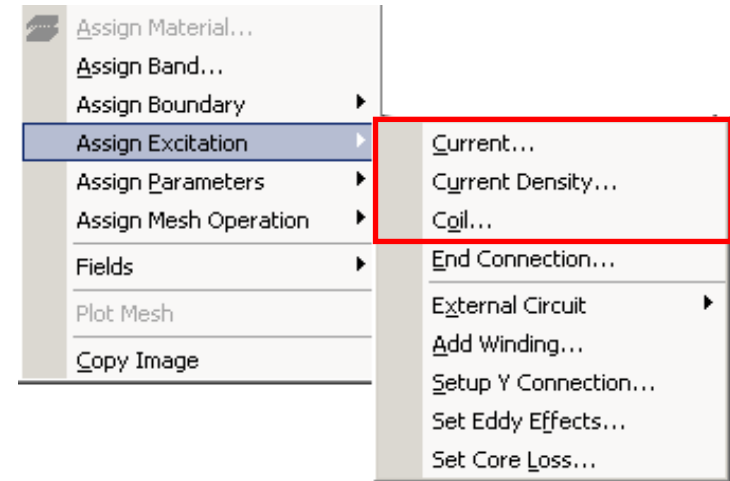 Assign Material...
Assign Band...
Assign Boundary
Assign Excitation
Assign Parameters
Assign Mesh Operation
Fields
Plot Mesh
Copy Image
Current...
Current Density...
Coil...
End Connection...
External Circuit
Add Winding...
Setup Y Connection...
Set Eddy Effects...
Set Core Loss...